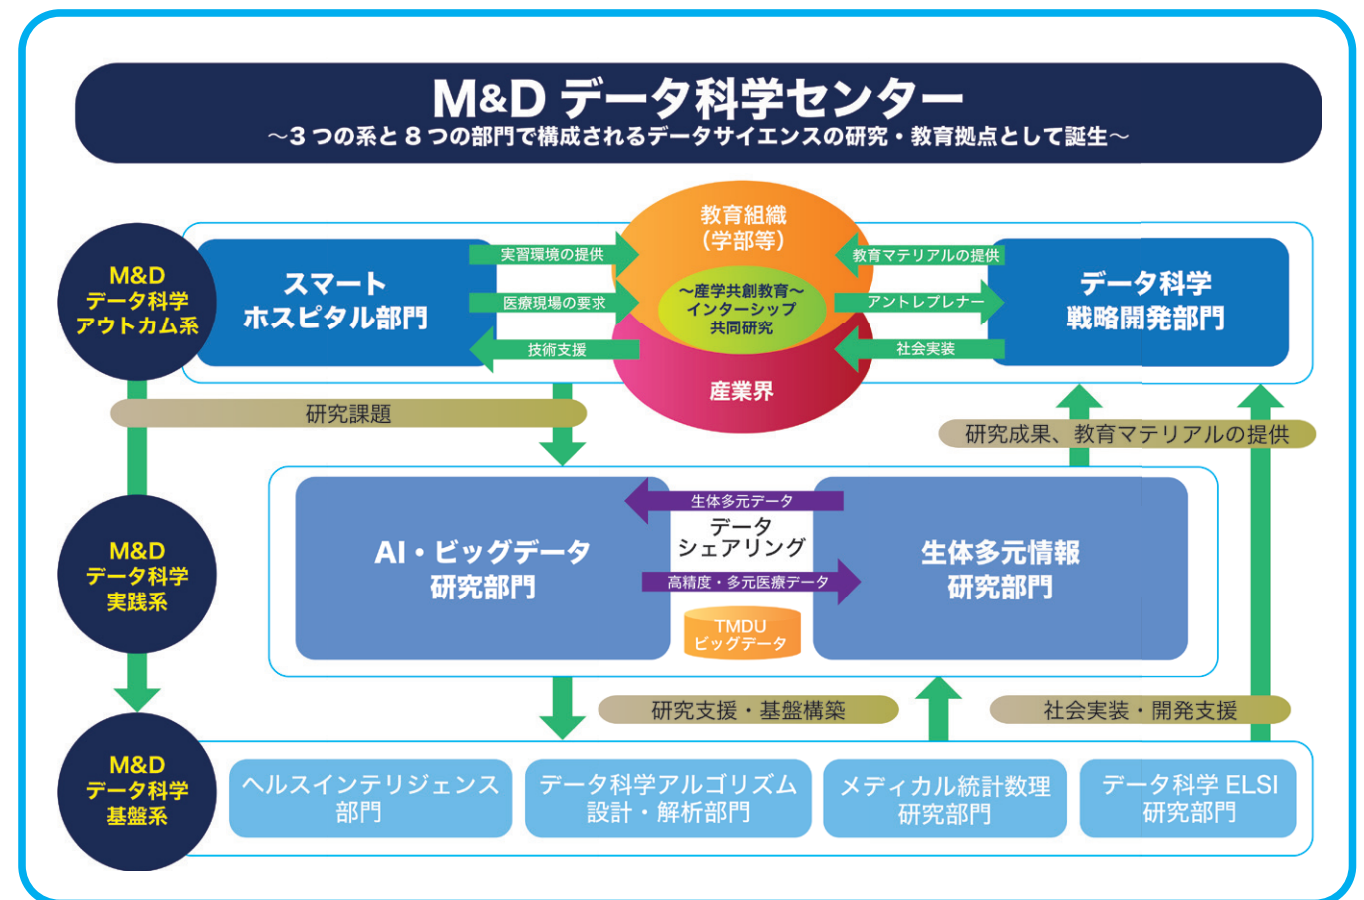 M&D データ科学センター
〜3 つの系と 8 つの部門で構成されるデータサイエンスの研究・教育拠点として誕生〜
M&D
データ科学
アウトカム系
スマート
ホスピタル部門
実習環境の提供
医療現場の要求
技術支援
教育組織
（学部等）
〜産学共創教育〜
インターシップ
共同研究
産業界
教育マテリアルの提供
アントレプレナー
社会実装
データ科学
戦略開発部門
研究課題
研究成果、教育マテリアルの提供
M&D
データ科学
実践系
AI・ビッグデータ
研究部門
生体多元データ
データ
シェアリング
高精度・多元医療データ
TMDU
ビッグデータ
生体多元情報
研究部門
研究支援・基盤構築
社会実装・開発支援
M&D
データ科学
基盤系
ヘルスインテリジェンス
部門
データ科学アルゴリズム
設計・解析部門
メディカル統計数理
研究部門
データ科学 ELSI
研究部門